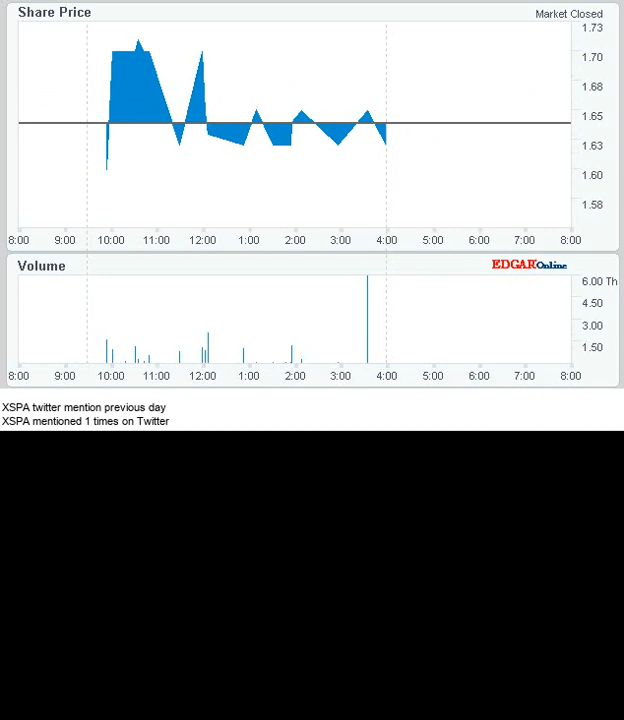 Share Price
Market Closed
1.73
1.70
1.68
1.65
1.63
1.60
1.58
8:00 9:00 10:00 11:00 12:00 1:00 2:00 3:00 4:00 5:00 6:00 7:00 8:00
Volume
EDGAROnline
6.00 Th
4.50
3.00
1.50
8:00 9:00 10:00 11:00 12:00 1:00 2:00 3:00 4:00 5:00 6:00 7:00 8:00
XSPA twitter mention previous day
XSPA mentioned 1 times on Twitter